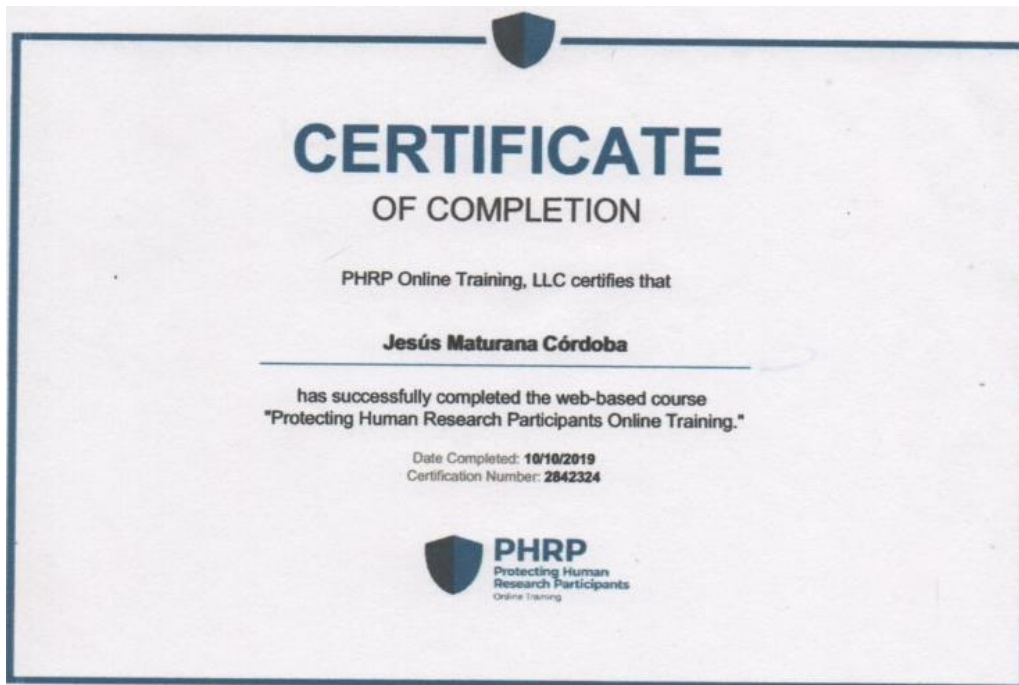 CERTIFICATE
OF COMPLETION
PHRP Online Training, LLC certifies that
Jesús Maturana Córdoba
has successfully completed the web-based course
"Protecting Human Research Participants Online Training."
Date Completed: 10/10/2019
Certification Number: 2842324
PHRP
Protecting Human
Research Participants
Online Training